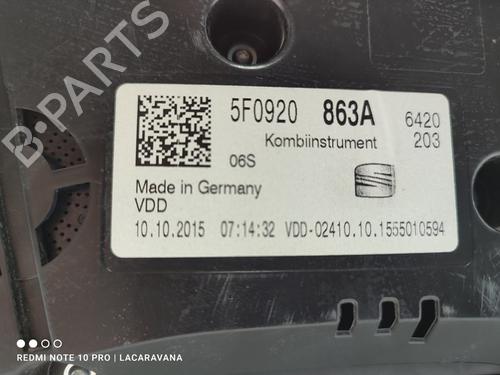 5F0920 863A 6420
Kombiinstrument 203
06S
Made in Germany
VDD
10.10.2015 07:14:32 VDD-02410.10.1565010594
B-PARTS
REDMI NOTE 10 PRO | LACARAVANA